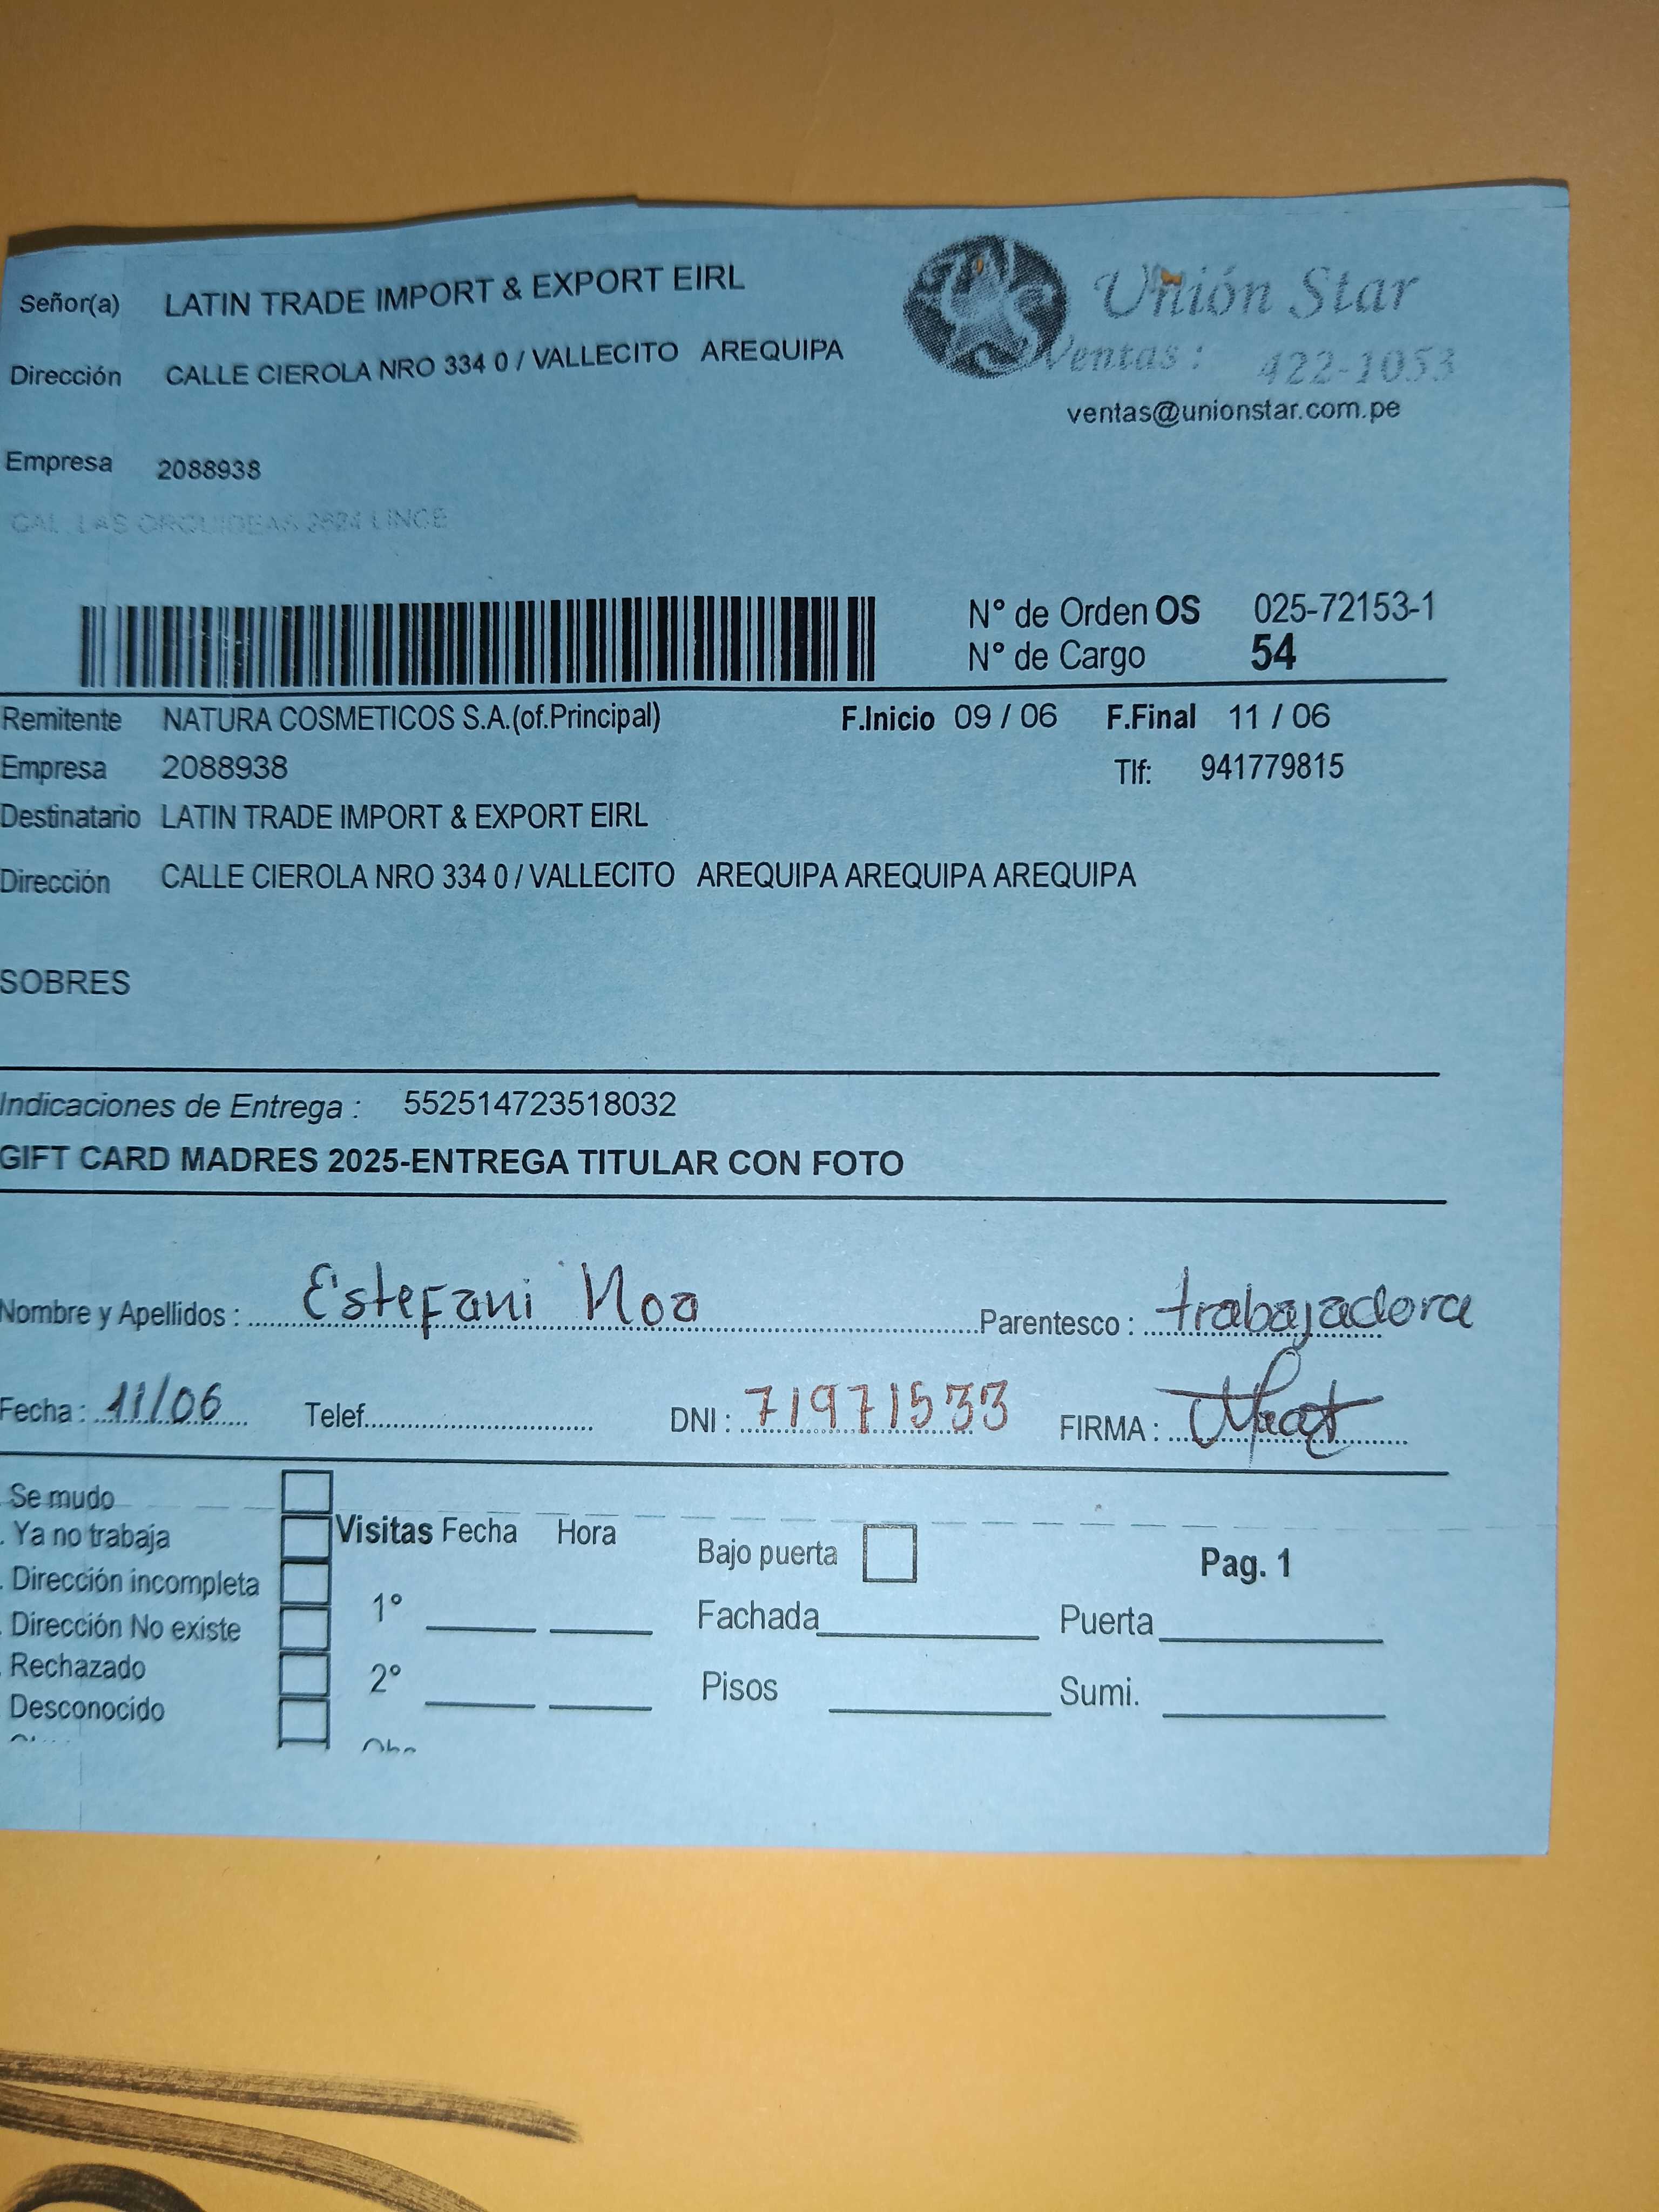 Señor(a) LATIN TRADE IMPORT & EXPORT EIRL
Unión Star
Dirección CALLE CIEROLA NRO 334 0 / VALLECITO AREQUIPA
Ventas : 422-1053
ventas@unionstar.com.pe
Empresa 2088938
CAL LAS ORQUIDEAS 2624 LINCE
N° de Orden OS 025-72153-1
N° de Cargo 54
Remitente NATURA COSMETICOS S.A.(of.Principal) F.Inicio 09 / 06 F.Final 11 / 06
Empresa 2088938 Tlf: 941779815
Destinatario LATIN TRADE IMPORT & EXPORT EIRL
Dirección CALLE CIEROLA NRO 334 0 / VALLECITO AREQUIPA AREQUIPA AREQUIPA
SOBRES
Indicaciones de Entrega : 552514723518032
GIFT CARD MADRES 2025-ENTREGA TITULAR CON FOTO
Nombre y Apellidos : Estefani Noa Parentesco : trabajadora
Fecha : 11/06 Telef. DNI : 71971533 FIRMA :
Se mudo
. Ya no trabaja Visitas Fecha Hora Bajo puerta Pag. 1
. Dirección incompleta
. Dirección No existe 1° Fachada Puerta
. Rechazado
Desconocido 2° Pisos Sumi.